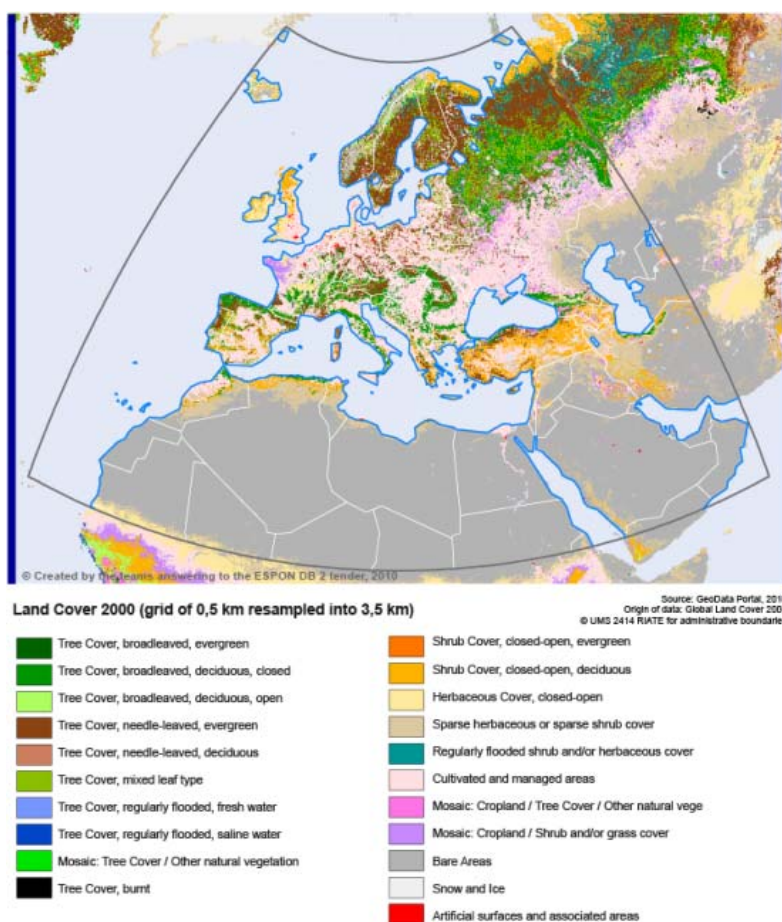 © Created by the teams answering to the ESPON DB 2 tender, 2010
Land Cover 2000 (grid of 0,5 km resampled into 3,5 km)
Source: GeoData Portal, 201
Origin of data: Global Land Cover 200
© UMS 2414 RIATE for administrative boundarie
Tree Cover, broadleaved, evergreen
Tree Cover, broadleaved, deciduous, closed
Tree Cover, broadleaved, deciduous, open
Tree Cover, needle-leaved, evergreen
Tree Cover, needle-leaved, deciduous
Tree Cover, mixed leaf type
Tree Cover, regularly flooded, fresh water
Tree Cover, regularly flooded, saline water
Mosaic: Tree Cover / Other natural vegetation
Tree Cover, burnt
Shrub Cover, closed-open, evergreen
Shrub Cover, closed-open, deciduous
Herbaceous Cover, closed-open
Sparse herbaceous or sparse shrub cover
Regularly flooded shrub and/or herbaceous cover
Cultivated and managed areas
Mosaic: Cropland / Tree Cover / Other natural vege
Mosaic: Cropland / Shrub and/or grass cover
Bare Areas
Snow and Ice
Artificial surfaces and associated areas